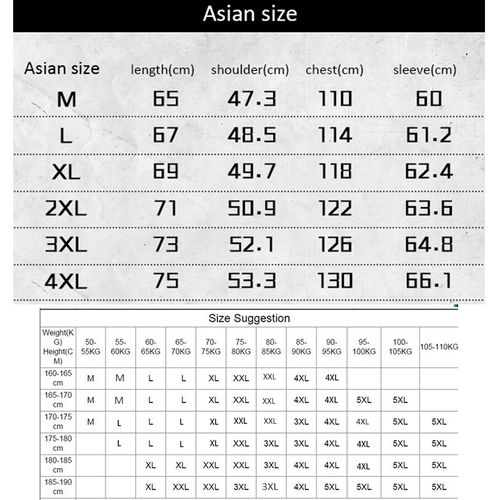 Asian size
Asian size length(cm) shoulder(cm) chest(cm) sleeve(cm)
M 65 47.3 110 60
L 67 48.5 114 61.2
XL 69 49.7 118 62.4
2XL 71 50.9 122 63.6
3XL 73 52.1 126 64.8
4XL 75 53.3 130 66.1
Size Suggestion
Weight(KG) Height(CM) 50-55KG 55-60KG 60-65KG 65-70KG 70-75KG 75-80KG 80-85KG 85-90KG 90-95KG 95-100KG 100-105KG 105-110KG
160-165 cm M M L L XL XXL XXL 4XL 4XL
165-170 cm M M L L XL XXL XXL 4XL 4XL 5XL 5XL
170-175 cm M L L L XL XXL XXL 3XL 4XL 4XL 5XL 5XL
175-180 cm L L L XL XXL 3XL 3XL 4XL 4XL 5XL 5XL
180-185 cm XL XL XXL XXL 3XL 3XL 4XL 4XL 5XL 5XL
185-190 cm XL XXL XXL 3XL 3XL 4XL 5XL 5XL 5XL 5XL